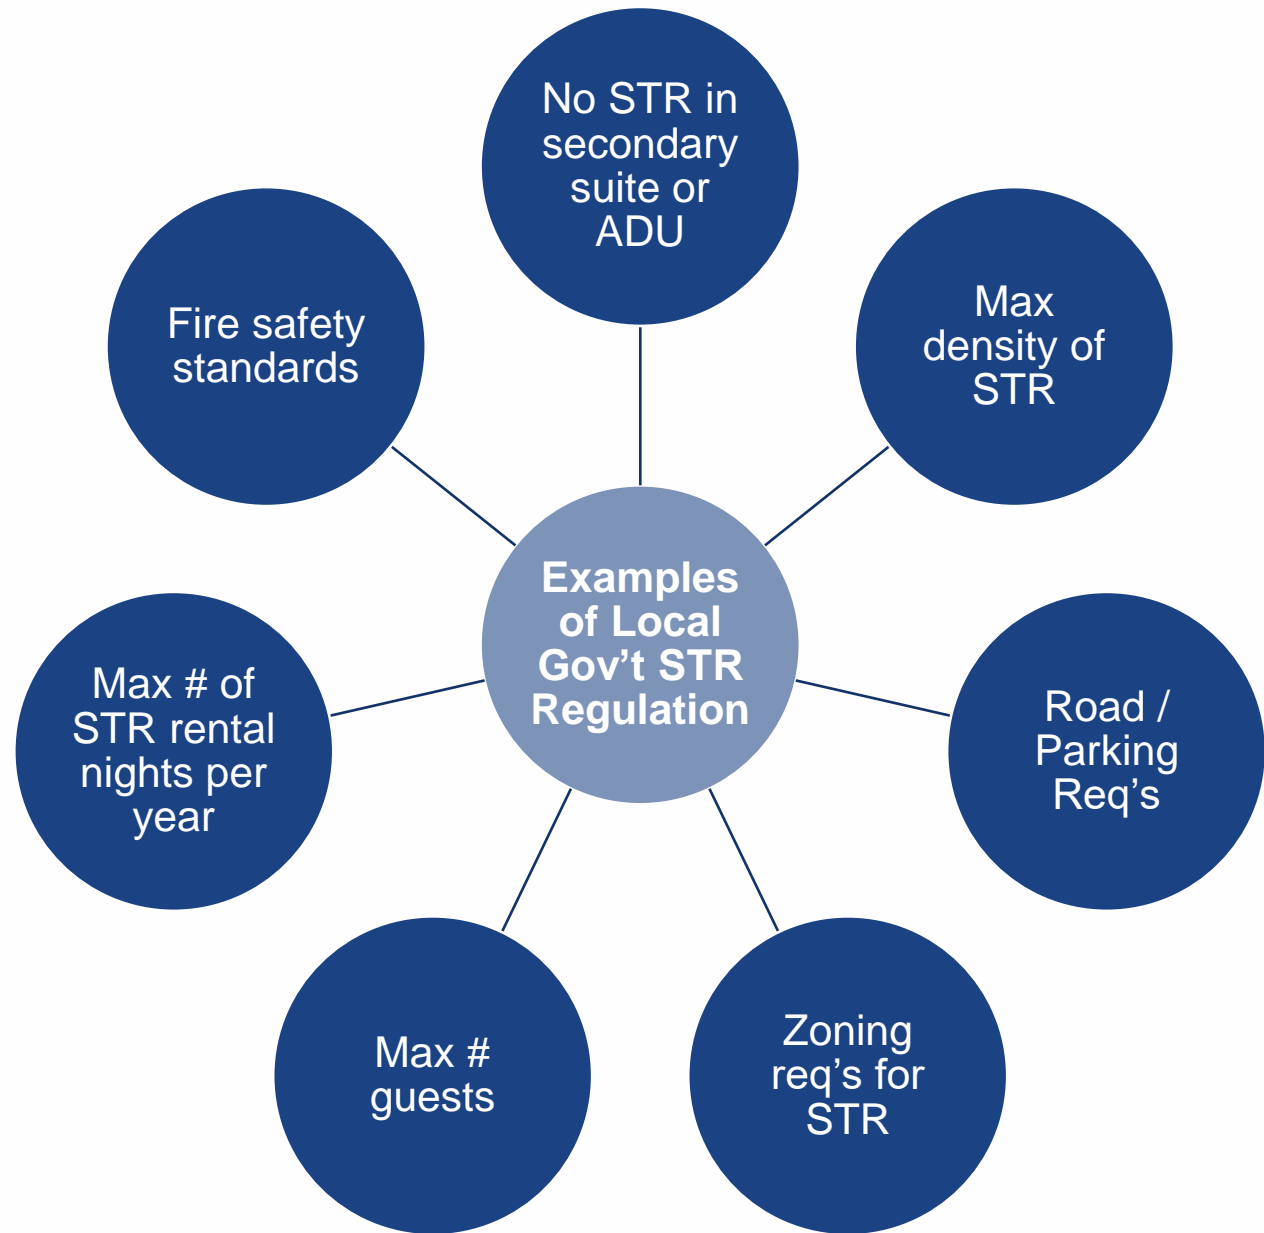 No STR in
secondary
suite or
ADU
Max
density of
STR
Road /
Parking
Req’s
Zoning
req’s for
STR
Max #
guests
Max # of
STR rental
nights per
year
Fire safety
standards
Examples
of Local
Gov’t STR
Regulation